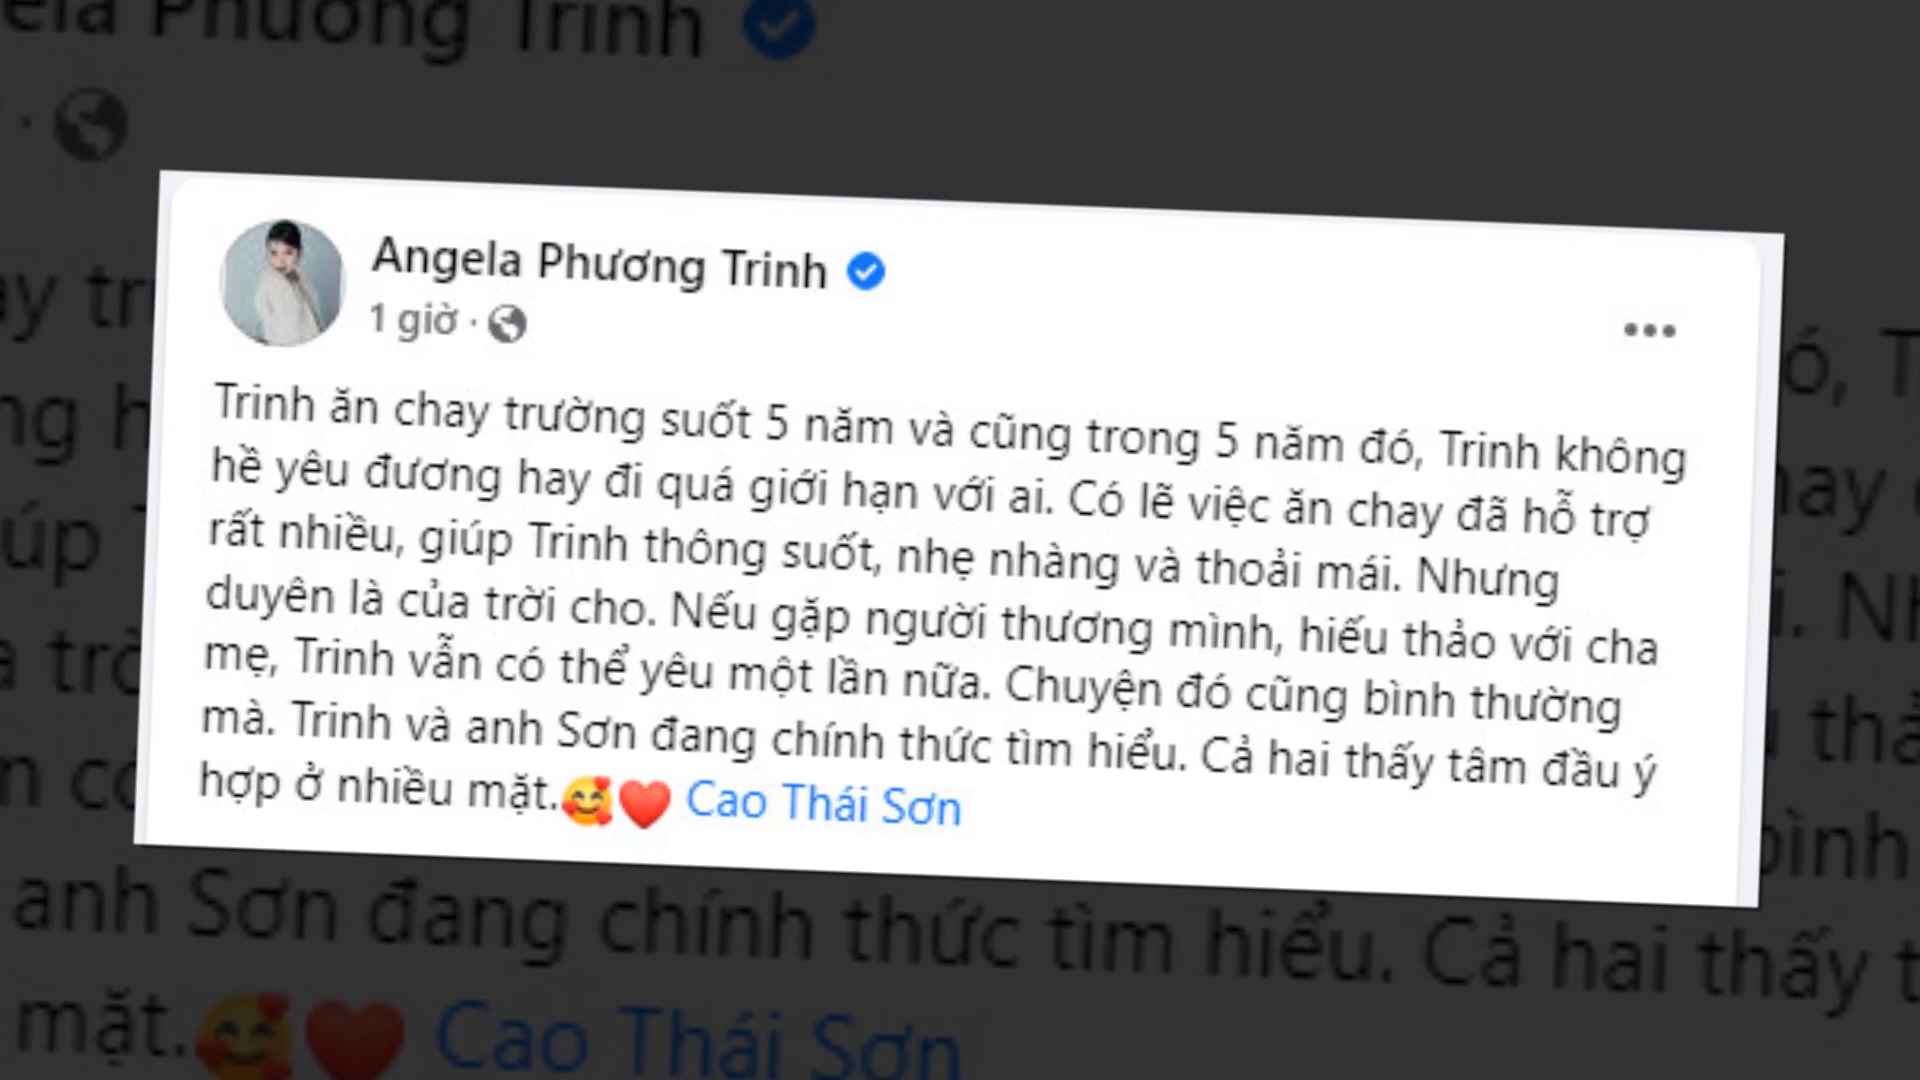 ela Phương Trinh
Angela Phương Trinh
1 giờ ·
Trinh ăn chay trường suốt 5 năm và cũng trong 5 năm đó, Trinh không
hề yêu đương hay đi quá giới hạn với ai. Có lẽ việc ăn chay đã hỗ trợ
rất nhiều, giúp Trinh thông suốt, nhẹ nhàng và thoải mái. Nhưng
duyên là của trời cho. Nếu gặp người thương mình, hiếu thảo với cha
mẹ, Trinh vẫn có thể yêu một lần nữa. Chuyện đó cũng bình thường
mà. Trinh và anh Sơn đang chính thức tìm hiểu. Cả hai thấy tâm đầu ý
hợp ở nhiều mặt.🥰❤️ Cao Thái Sơn
anh Sơn đang chính thức tìm hiểu. Cả hai thấy t
mặt.🥰❤️ Cao Thái Sơn